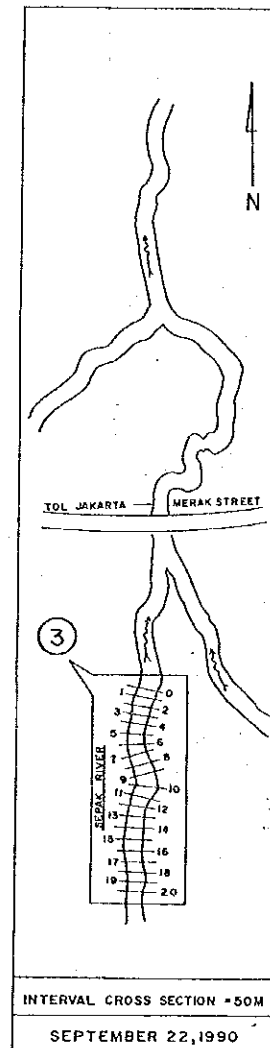 N
TOL JAKARTA MERAK STREET
3
1 0
3 2
5 4
7 6
9 8
11 10
13 12
15 14
17 16
19 18
20
SEPAK RIVER
INTERVAL CROSS SECTION = 50M
SEPTEMBER 22, 1990